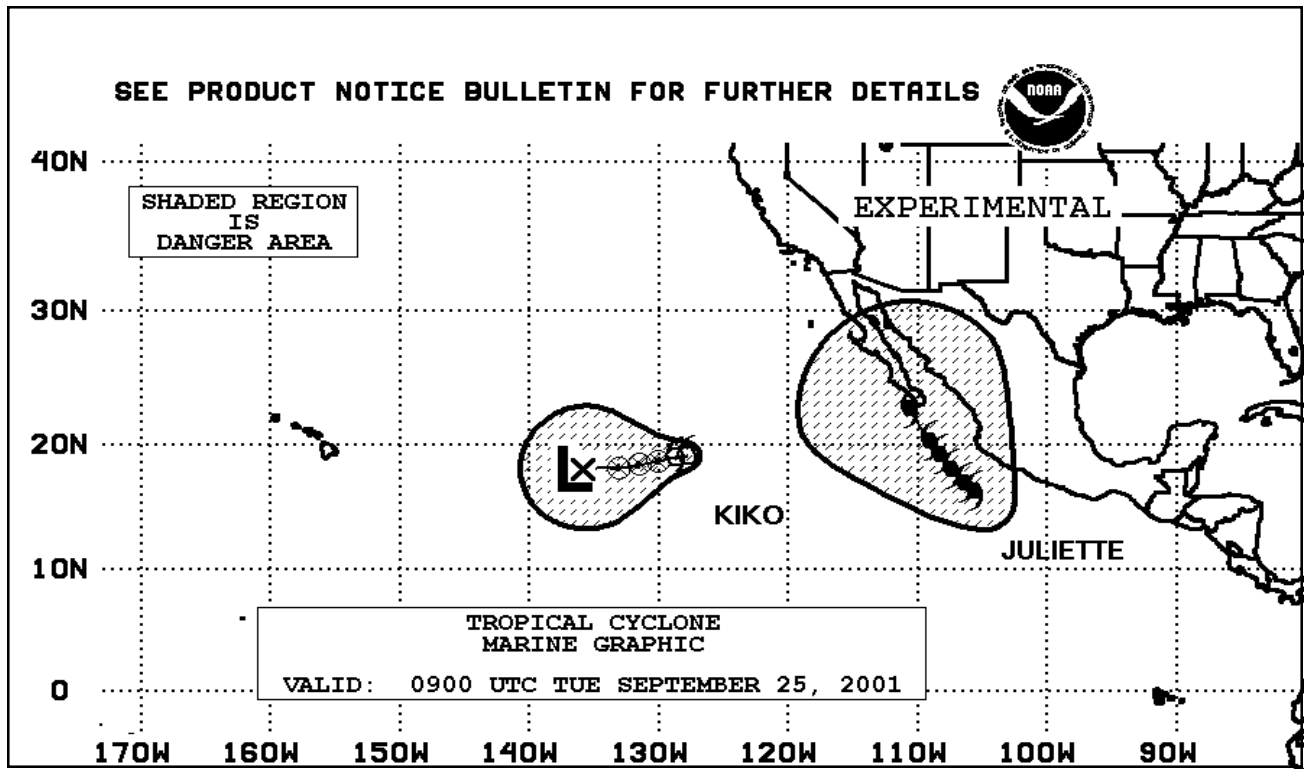 SEE PRODUCT NOTICE BULLETIN FOR FURTHER DETAILS
NOAA
40N
SHADED REGION
IS
DANGER AREA
EXPERIMENTAL
30N
20N
L
KIKO
JULIETTE
10N
TROPICAL CYCLONE
MARINE GRAPHIC
VALID: 0900 UTC TUE SEPTEMBER 25, 2001
0
170W 160W 150W 140W 130W 120W 110W 100W 90W